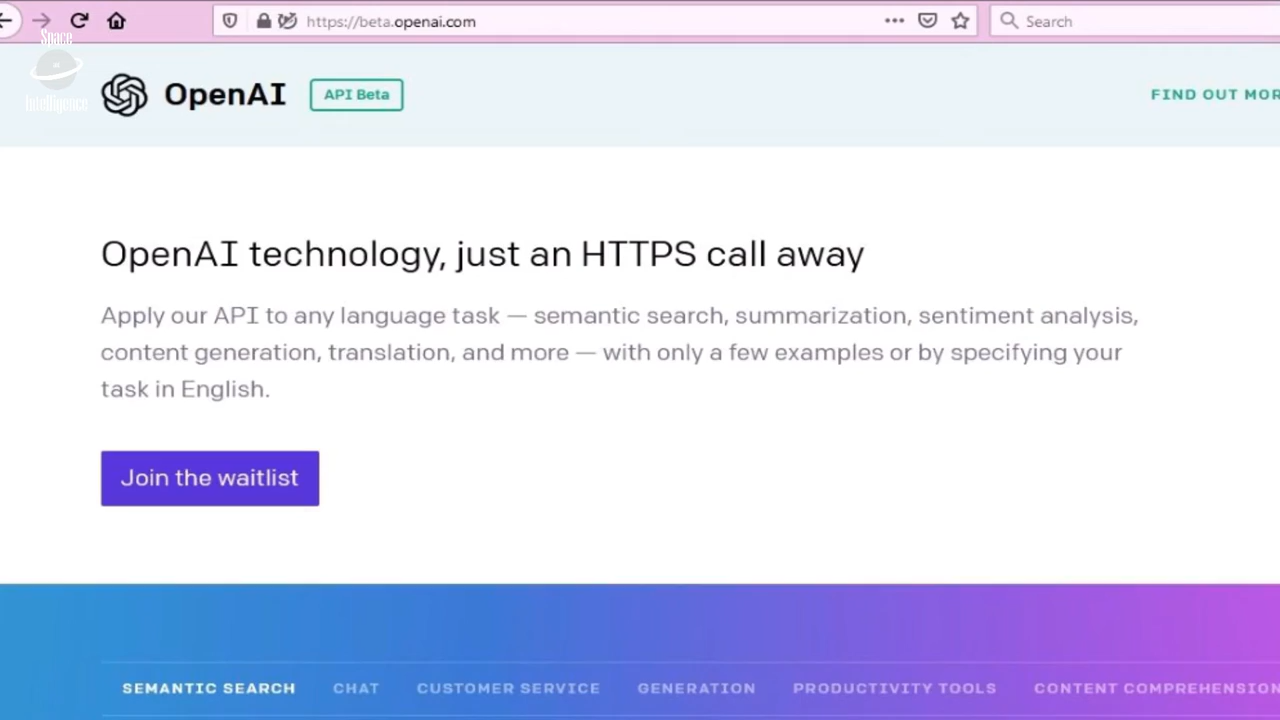 https://beta.openai.com
Search
Space
Intelligence
OpenAI
API Beta
FIND OUT MOR
OpenAI technology, just an HTTPS call away
Apply our API to any language task — semantic search, summarization, sentiment analysis,
content generation, translation, and more — with only a few examples or by specifying your
task in English.
Join the waitlist
SEMANTIC SEARCH
CHAT
CUSTOMER SERVICE
GENERATION
PRODUCTIVITY TOOLS
CONTENT COMPREHENSION